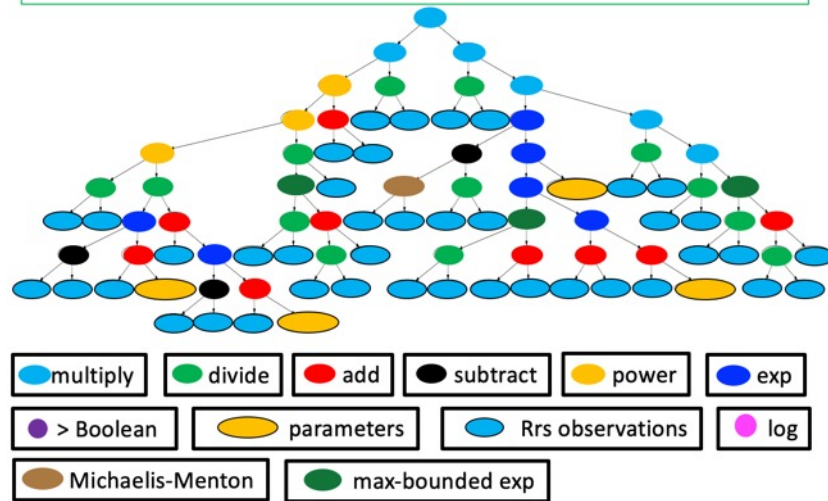 multiply divide add subtract power exp
> Boolean parameters Rrs observations log
Michaelis-Menton max-bounded exp